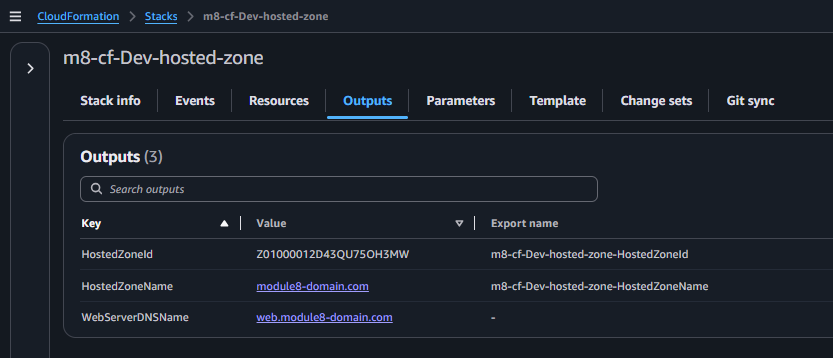 CloudFormation > Stacks > m8-cf-Dev-hosted-zone
m8-cf-Dev-hosted-zone
Stack info Events Resources Outputs Parameters Template Change sets Git sync
Outputs (3)
Search outputs
Key Value Export name
HostedZoneId Z01000012D43QU75OH3MW m8-cf-Dev-hosted-zone-HostedZoneId
HostedZoneName module8-domain.com m8-cf-Dev-hosted-zone-HostedZoneName
WebServerDNSName web.module8-domain.com -